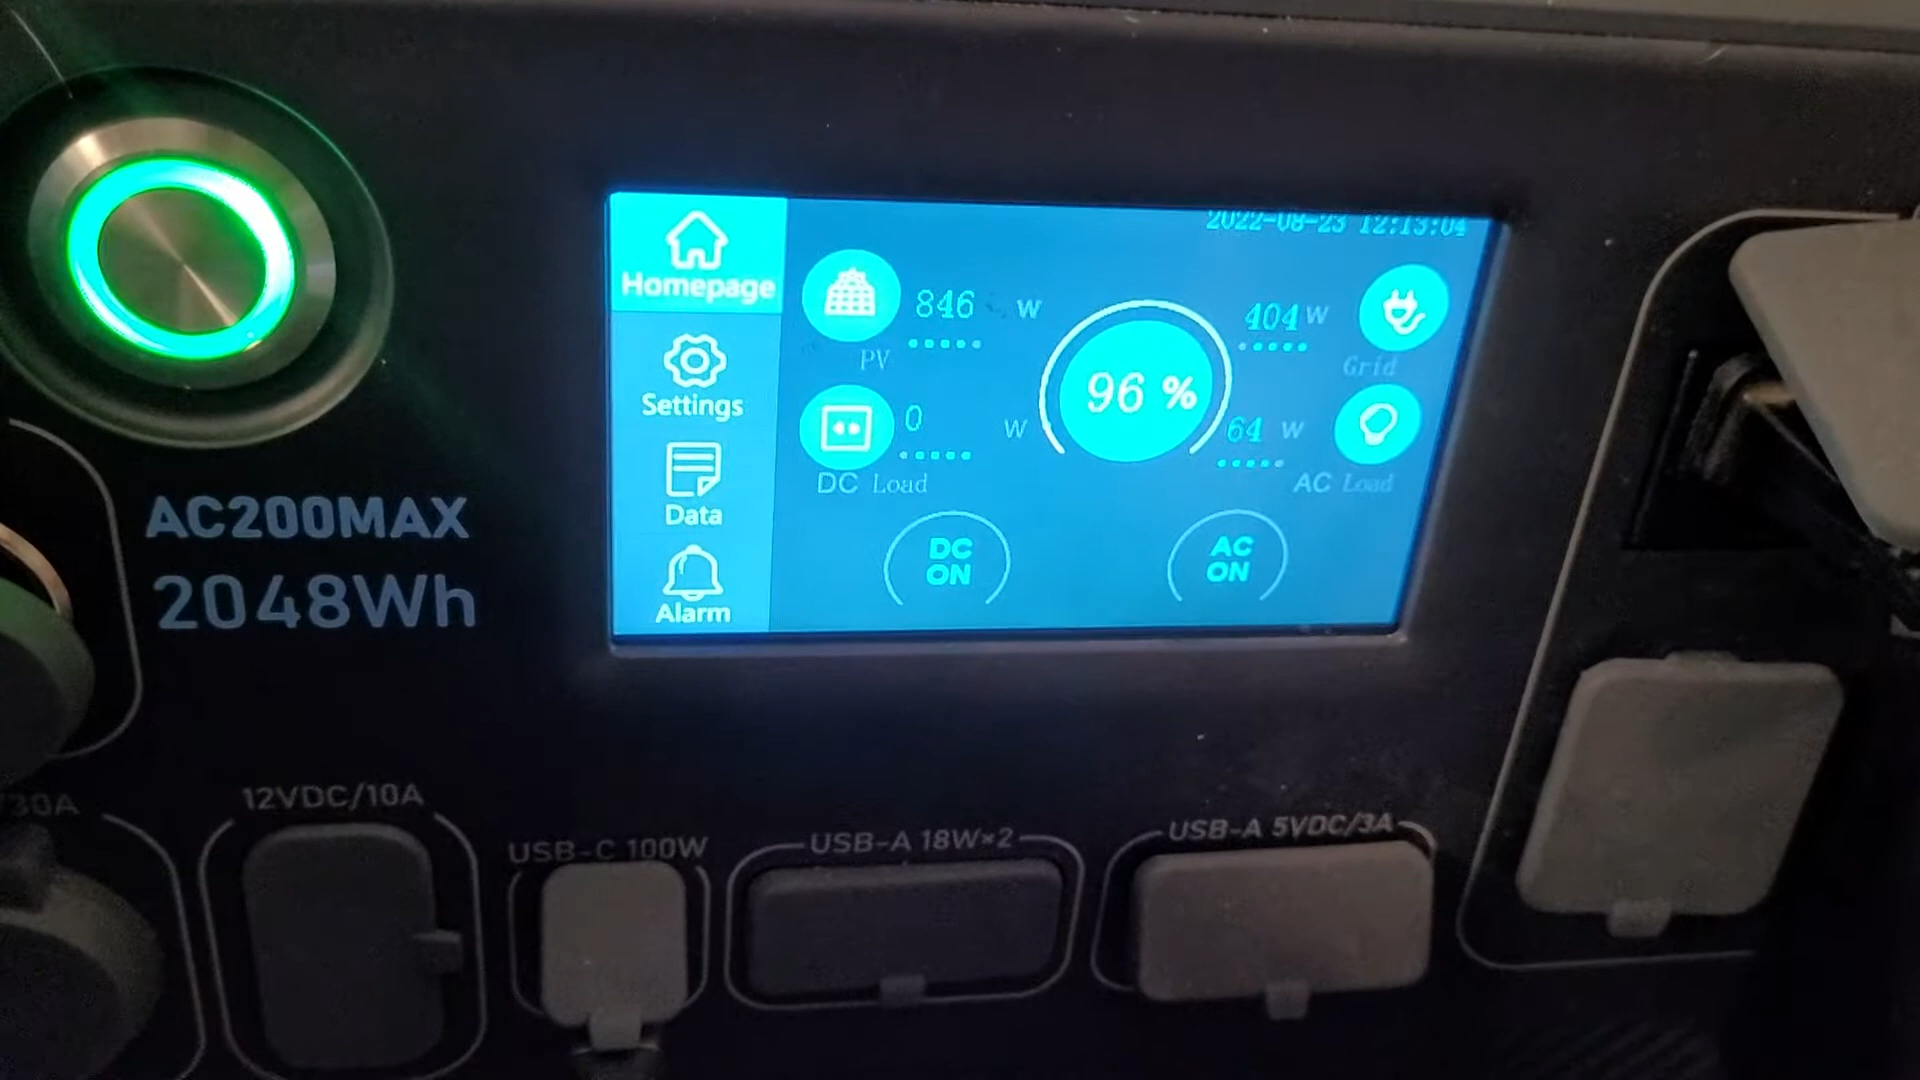 2022-08-23 12:13:04
Homepage
846 W
404 W
PV
Grid
96 %
Settings
0 W
64 W
DC Load
AC Load
Data
DC
ON
AC
ON
Alarm
AC200MAX
2048Wh
/30A
12VDC/10A
USB-C 100W
USB-A 18W×2
USB-A 5VDC/3A